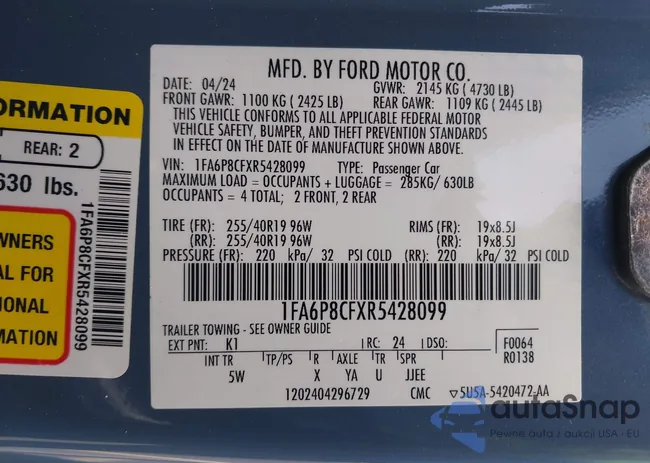 ORMATION
REAR: 2
630 lbs.
WNERS
AL FOR
IONAL
MATION
1FA6P8CFXR5428099
MFD. BY FORD MOTOR CO.
DATE: 04/24 GVWR: 2145 KG ( 4730 LB)
FRONT GAWR: 1100 KG ( 2425 LB) REAR GAWR: 1109 KG ( 2445 LB)
THIS VEHICLE CONFORMS TO ALL APPLICABLE FEDERAL MOTOR
VEHICLE SAFETY, BUMPER, AND THEFT PREVENTION STANDARDS
IN EFFECT ON THE DATE OF MANUFACTURE SHOWN ABOVE.
VIN: 1FA6P8CFXR5428099 TYPE: Passenger Car
MAXIMUM LOAD = OCCUPANTS + LUGGAGE = 285KG/ 630LB
OCCUPANTS = 4 TOTAL; 2 FRONT, 2 REAR
TIRE (FR): 255/40R19 96W RIMS (FR): 19x8.5J
(RR): 255/40R19 96W (RR): 19x8.5J
PRESSURE (FR): 220 kPa/ 32 PSI COLD (RR): 220 kPa/ 32 PSI COLD
1FA6P8CFXR5428099
TRAILER TOWING - SEE OWNER GUIDE
EXT PNT: K1 RC: 24 DSO: F0064
R0138
INT TR TP/PS R AXLE TR SPR
5W X YA U JJEE
1202404296729 CMC ▽5U5A-5420472-AA
autoSnap
Pewne auta z aukcji USA · EU